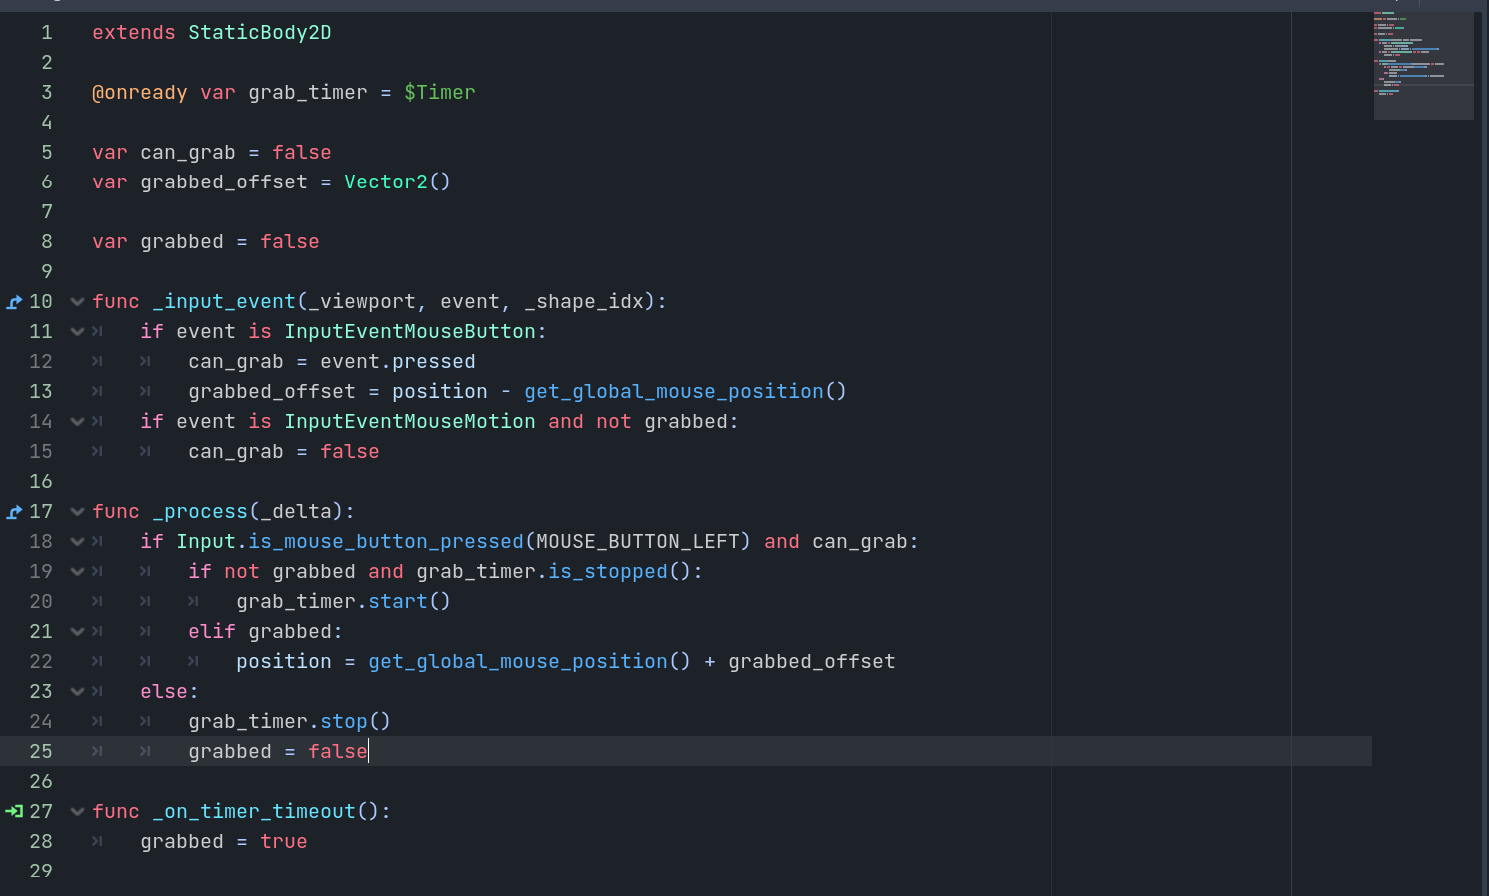 1 extends StaticBody2D
2
3 @onready var grab_timer = $Timer
4
5 var can_grab = false
6 var grabbed_offset = Vector2()
7
8 var grabbed = false
9
10 func _input_event(_viewport, event, _shape_idx):
11 if event is InputEventMouseButton:
12 can_grab = event.pressed
13 grabbed_offset = position - get_global_mouse_position()
14 if event is InputEventMouseMotion and not grabbed:
15 can_grab = false
16
17 func _process(_delta):
18 if Input.is_mouse_button_pressed(MOUSE_BUTTON_LEFT) and can_grab:
19 if not grabbed and grab_timer.is_stopped():
20 grab_timer.start()
21 elif grabbed:
22 position = get_global_mouse_position() + grabbed_offset
23 else:
24 grab_timer.stop()
25 grabbed = false
26
27 func _on_timer_timeout():
28 grabbed = true
29